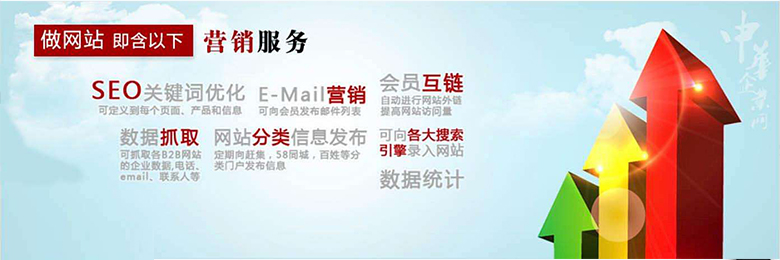 做网站 即含以下 营销服务
SEO关键词优化
可定义到每个页面、产品和信息
E-Mail营销
可向会员发布邮件列表
会员互链
自动进行网站外链
提高网站访问量
数据抓取
可抓取各B2B网站
的企业数据,电话、
email、联系人等
网站分类信息发布
定期向赶集，58同城，百姓等分
类门户发布信息
可向各大搜索
引擎录入网站
数据统计
中华企业网